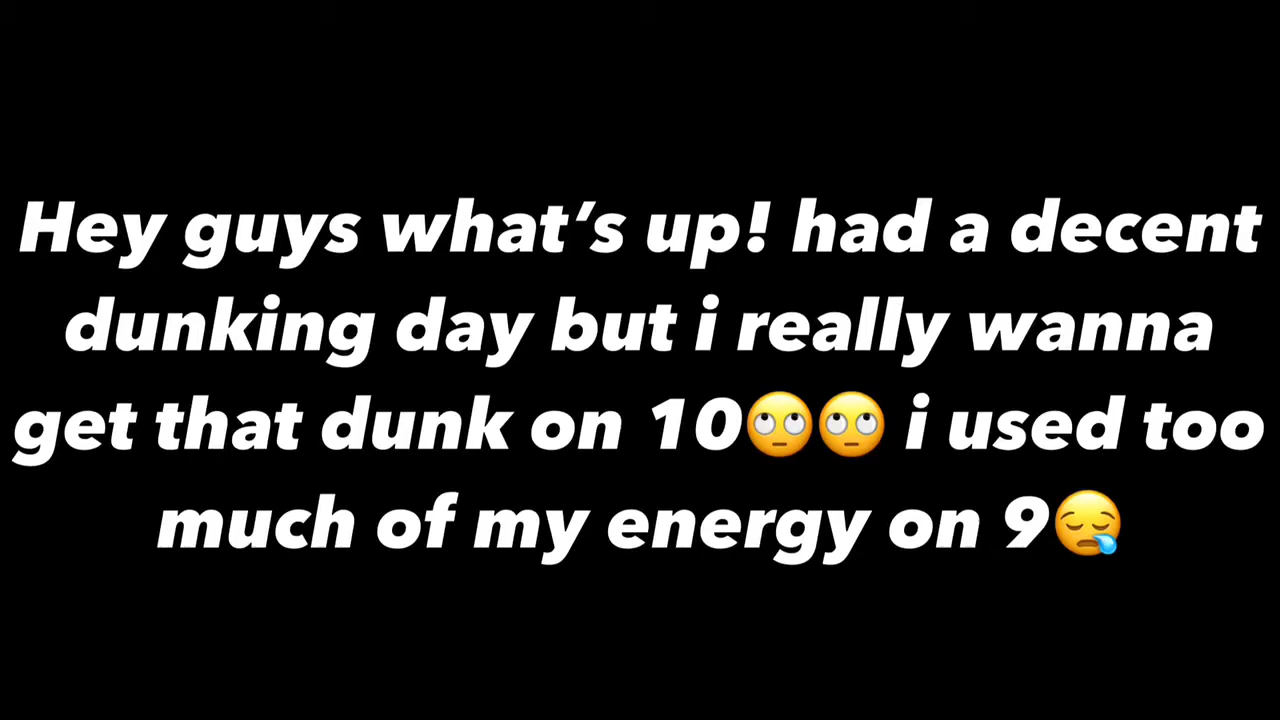 Hey guys what’s up! had a decent
dunking day but i really wanna
get that dunk on 10🙄🙄 i used too
much of my energy on 9😪